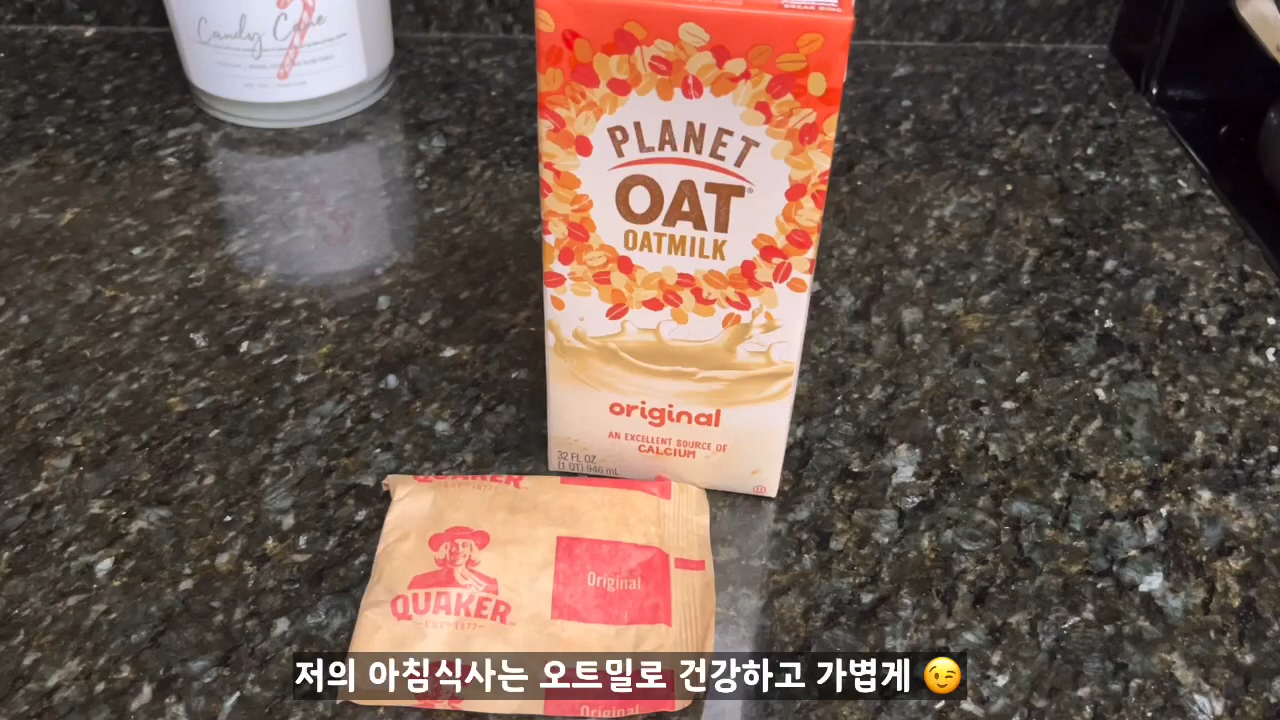 Candy Cane
BREAK DING
PLANET
OAT
OATMILK
original
AN EXCELLENT SOURCE OF
CALCIUM
32 FL OZ
(1 QT) 946 mL
QUAKER
EST 1877
QUAKER
EST 1877
Original
Original
저의 아침식사는 오트밀로 건강하고 가볍게 😉